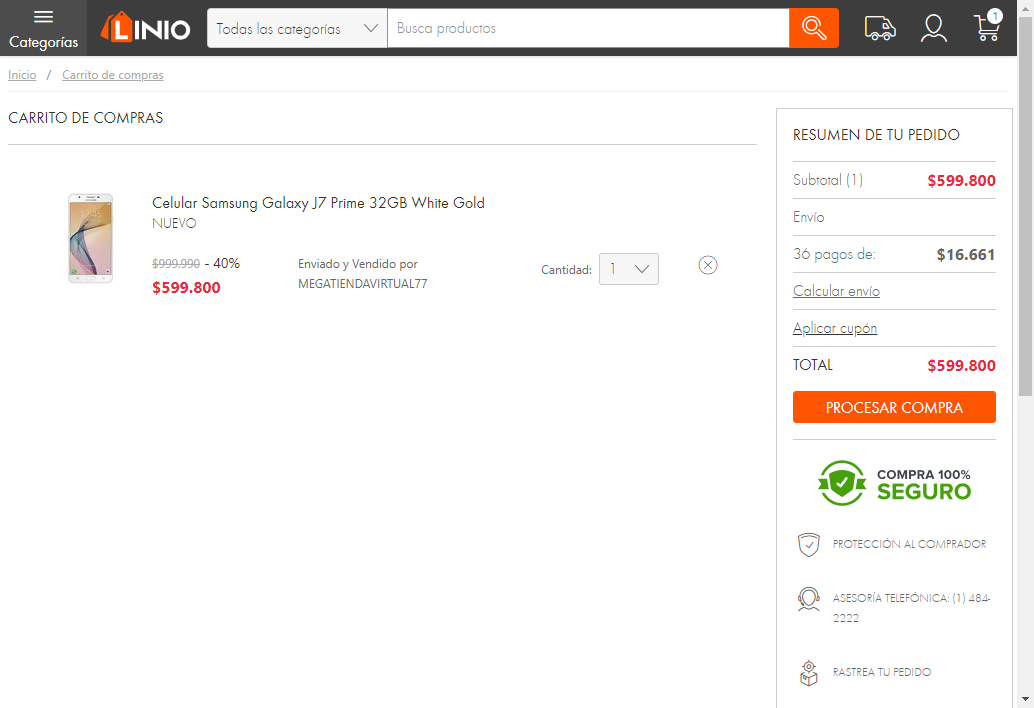 Categorías
LINIO
Todas las categorías
Busca productos
1
Inicio / Carrito de compras
CARRITO DE COMPRAS
Celular Samsung Galaxy J7 Prime 32GB White Gold
NUEVO
$999.990 - 40%
$599.800
Enviado y Vendido por
MEGATIENDAVIRTUAL77
Cantidad: 1
RESUMEN DE TU PEDIDO
Subtotal (1) $599.800
Envío
36 pagos de: $16.661
Calcular envío
Aplicar cupón
TOTAL $599.800
PROCESAR COMPRA
COMPRA 100%
SEGURO
PROTECCIÓN AL COMPRADOR
ASESORÍA TELEFÓNICA: (1) 484-
2222
RASTREA TU PEDIDO